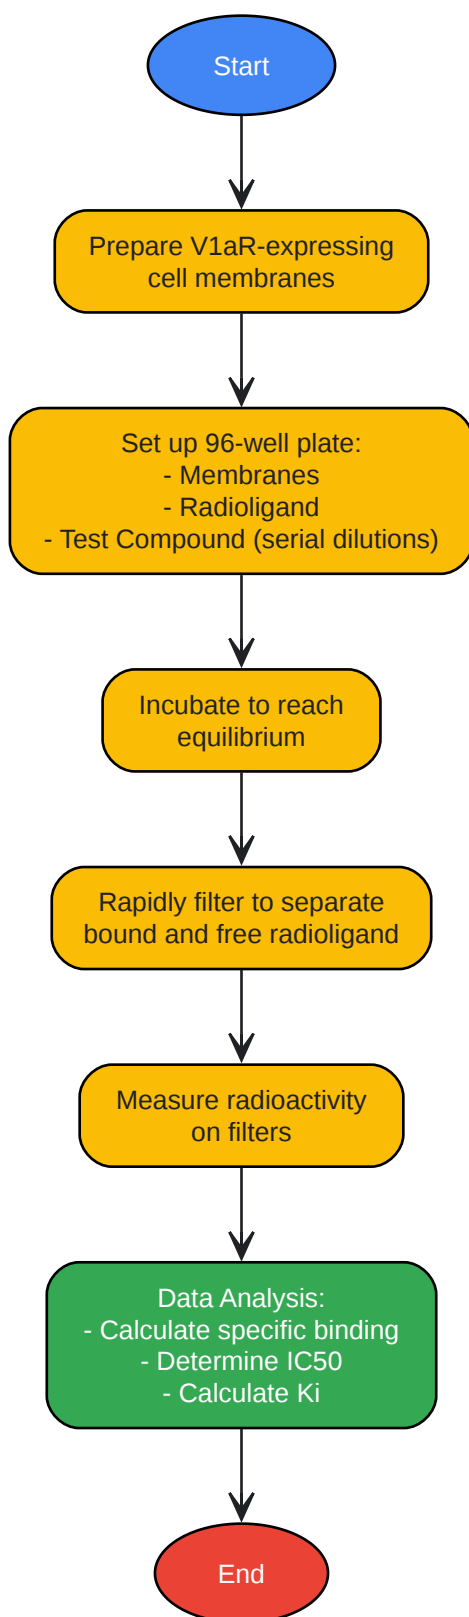 Start
Prepare V1aR-expressing
cell membranes
Set up 96-well plate:
- Membranes
- Radioligand
- Test Compound (serial dilutions)
Incubate to reach
equilibrium
Rapidly filter to separate
bound and free radioligand
Measure radioactivity
on filters
Data Analysis:
- Calculate specific binding
- Determine IC50
- Calculate Ki
End